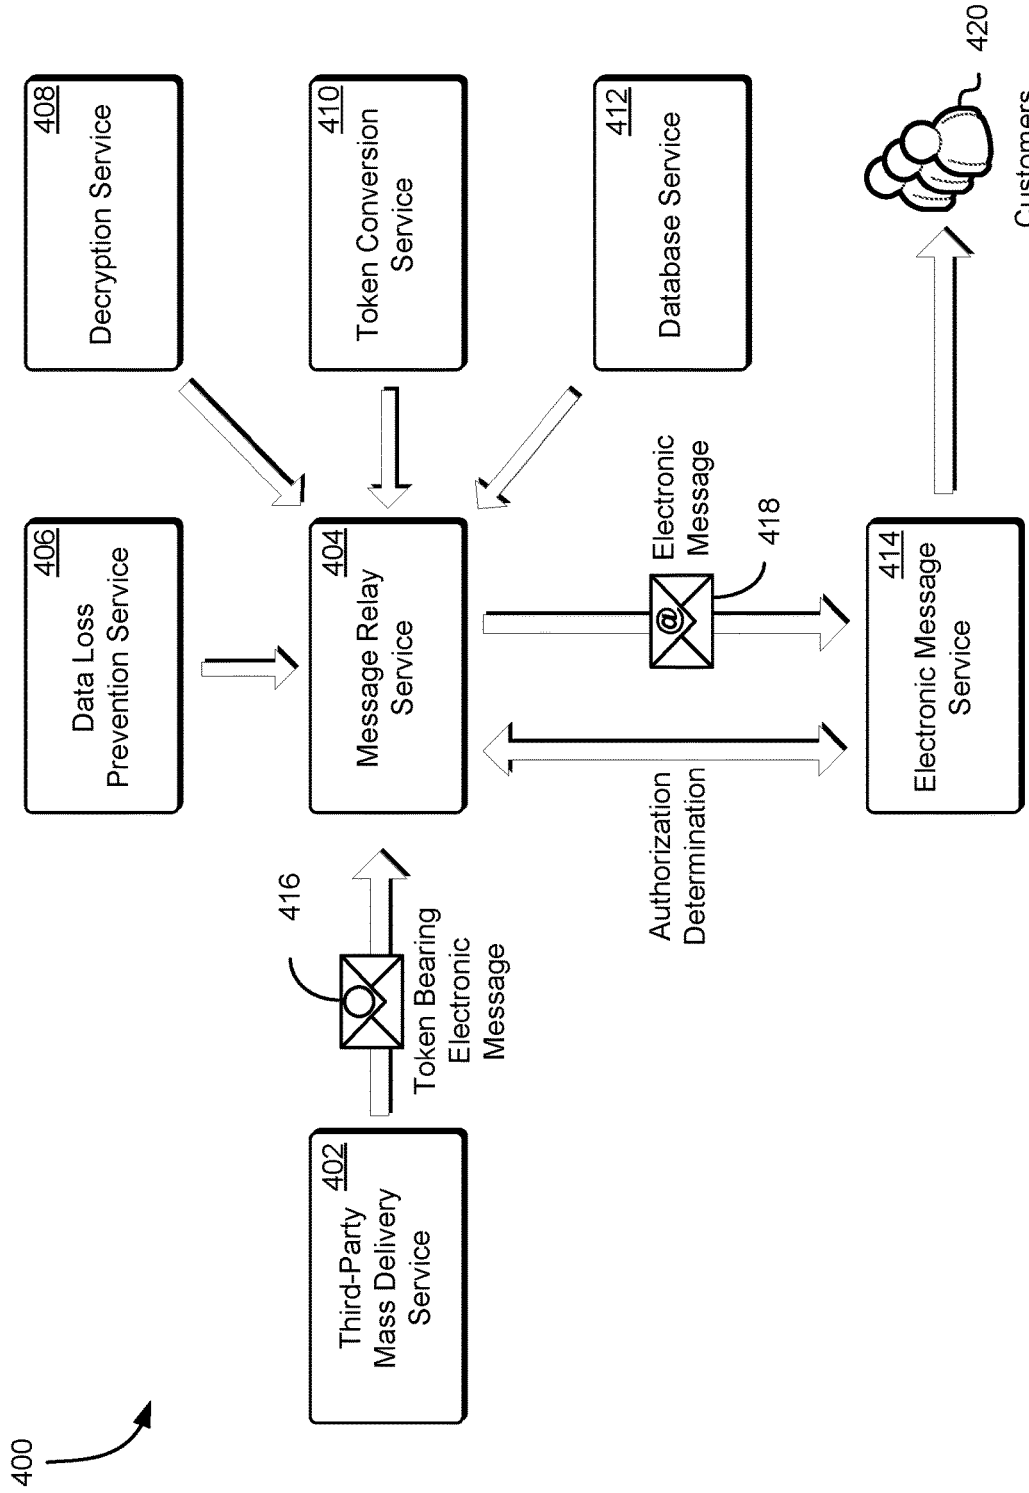 400
402
Third-Party
Mass Delivery
Service
416
Token Bearing
Electronic
Message
406
Data Loss
Prevention Service
404
Message Relay
Service
408
Decryption Service
410
Token Conversion
Service
412
Database Service
Authorization
Determination
@
Electronic
Message
418
414
Electronic Message
Service
420
Customers